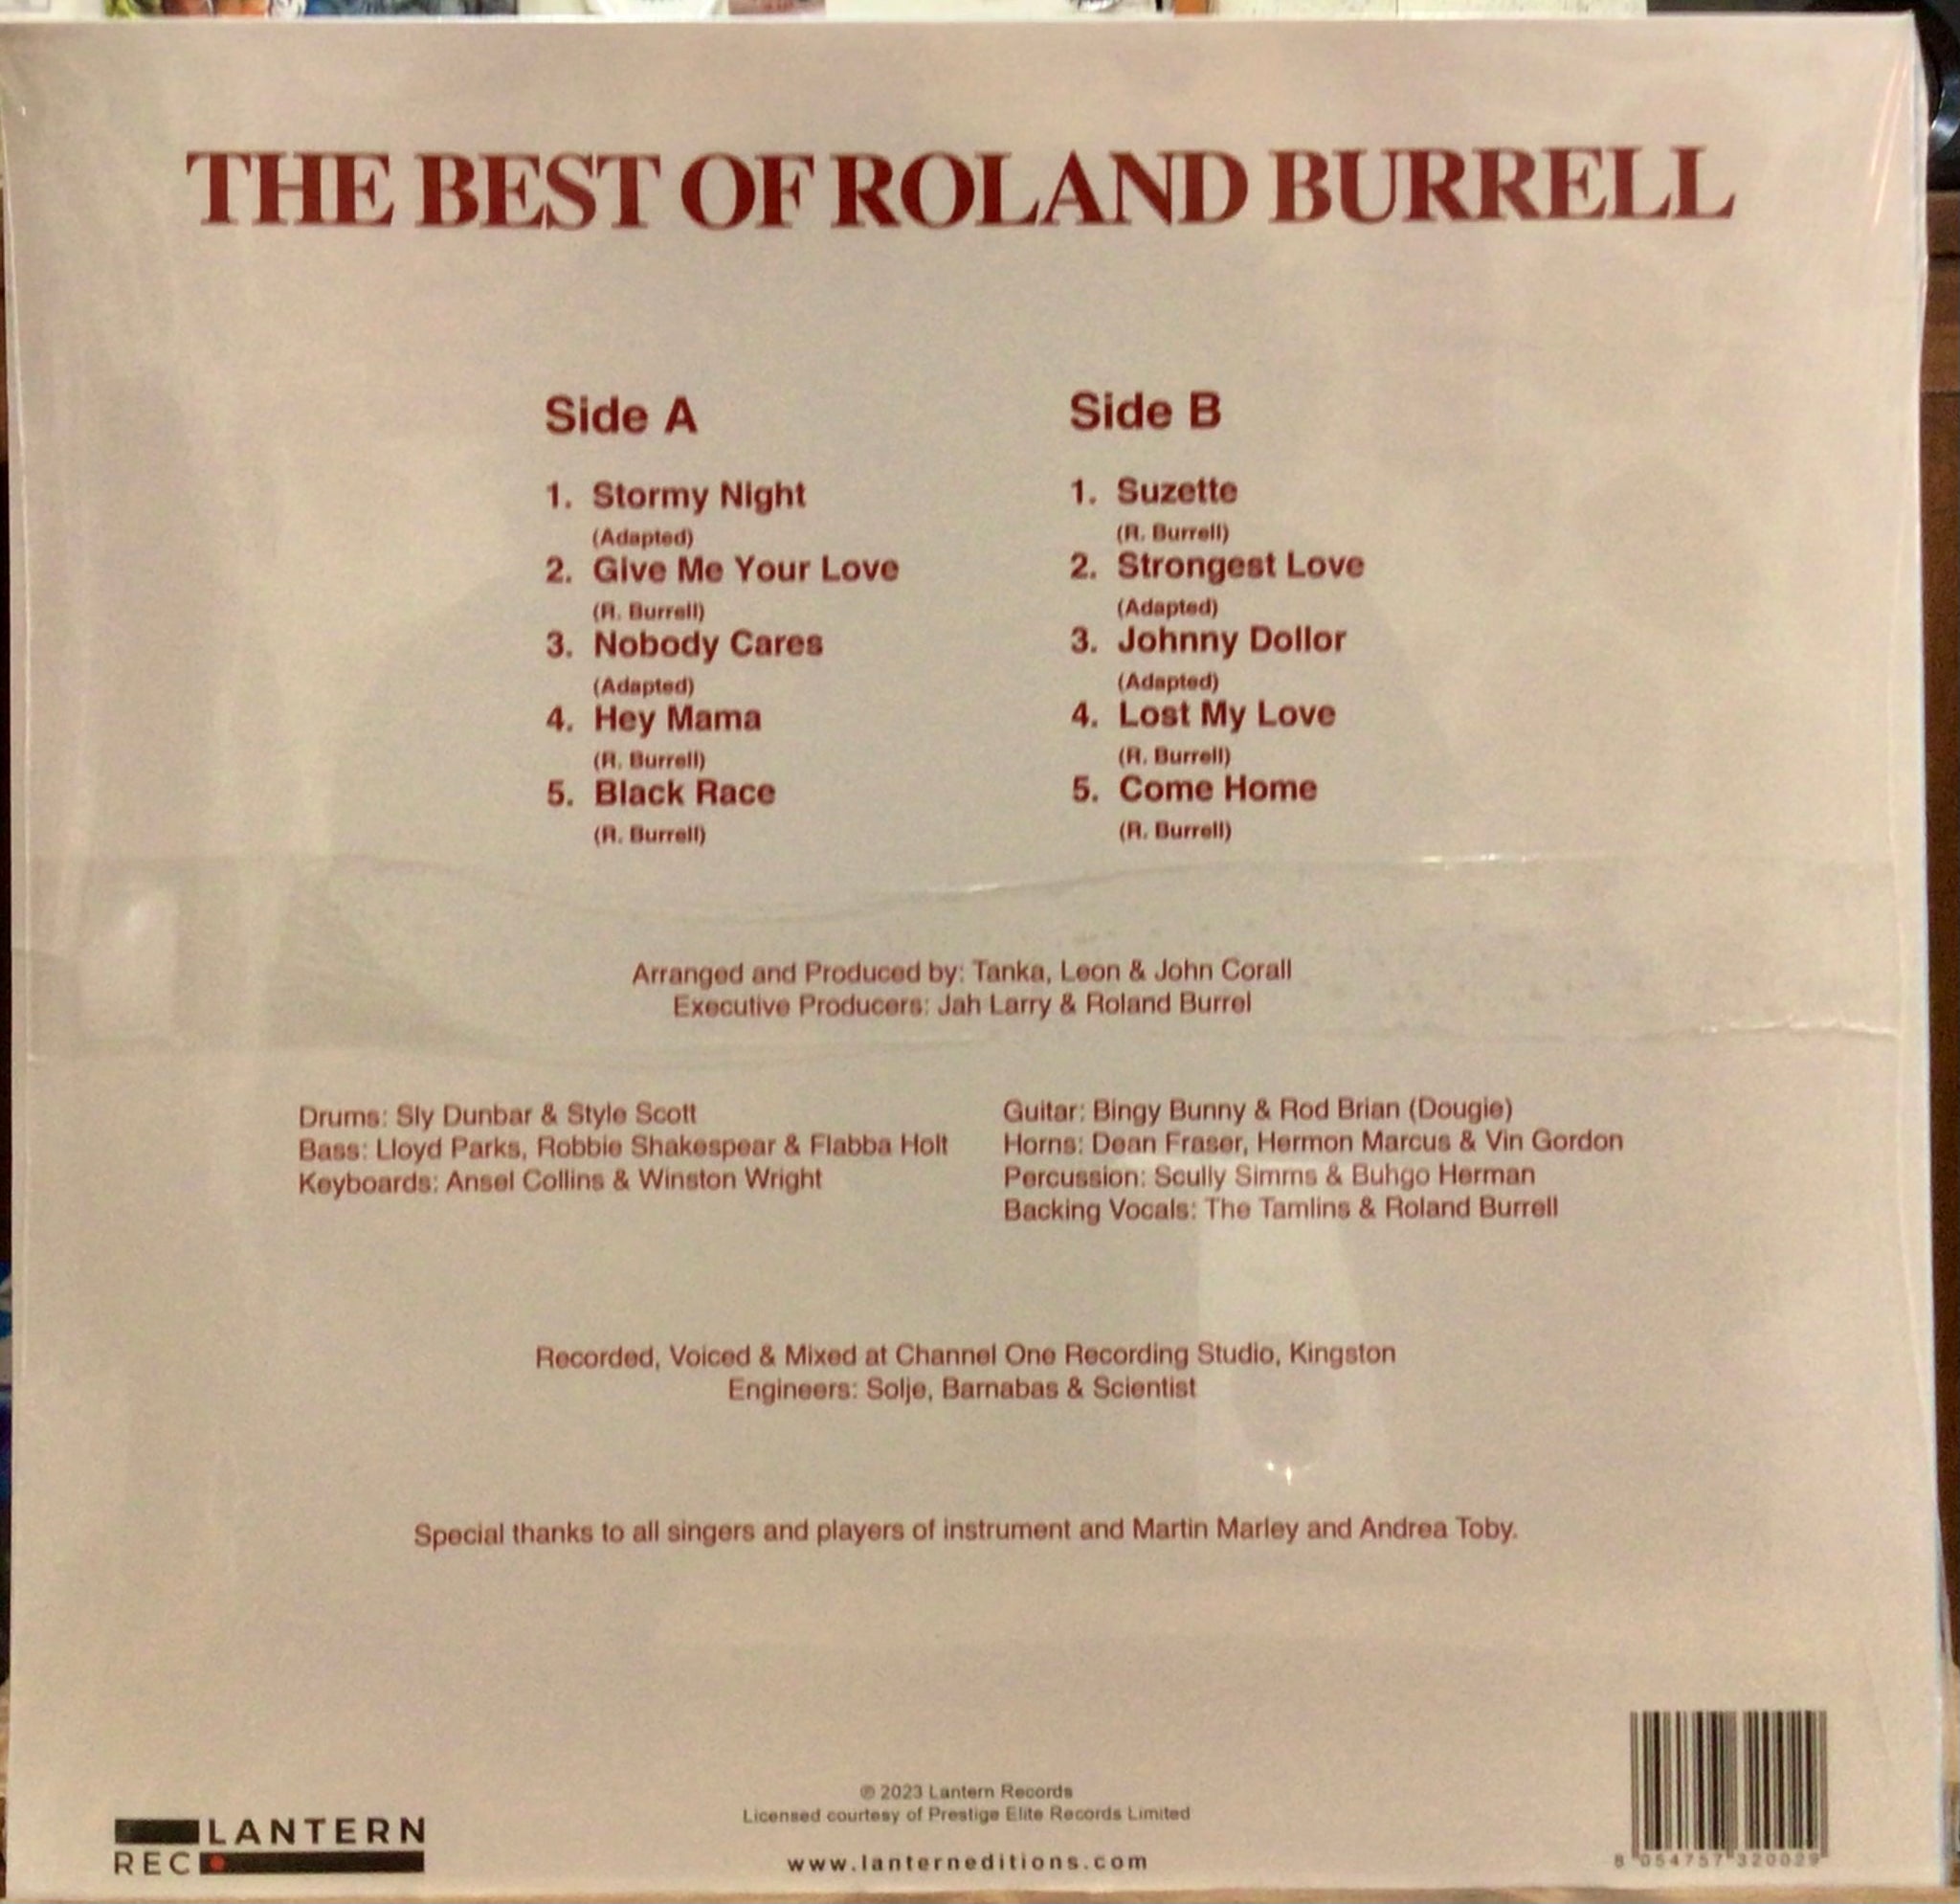 THE BEST OF ROLAND BURRELL
Side A
1. Stormy Night
(Adapted)
2. Give Me Your Love
(R. Burrell)
3. Nobody Cares
(Adapted)
4. Hey Mama
(R. Burrell)
5. Black Race
(R. Burrell)
Side B
1. Suzette
(R. Burrell)
2. Strongest Love
(Adapted)
3. Johnny Dollor
(Adapted)
4. Lost My Love
(R. Burrell)
5. Come Home
(R. Burrell)
Arranged and Produced by: Tanka, Leon & John Corall
Executive Producers: Jah Larry & Roland Burrel
Drums: Sly Dunbar & Style Scott
Bass: Lloyd Parks, Robbie Shakespear & Flabba Holt
Keyboards: Ansel Collins & Winston Wright
Guitar: Bingy Bunny & Rod Brian (Dougie)
Horns: Dean Fraser, Hermon Marcus & Vin Gordon
Percussion: Scully Simms & Buhgo Herman
Backing Vocals: The Tamlins & Roland Burrell
Recorded, Voiced & Mixed at Channel One Recording Studio, Kingston
Engineers: Solje, Barnabas & Scientist
Special thanks to all singers and players of instrument and Martin Marley and Andrea Toby.
LANTERN
REC
℗ 2023 Lantern Records
Licensed courtesy of Prestige Elite Records Limited
www.lanterneditions.com
8 054757 320029